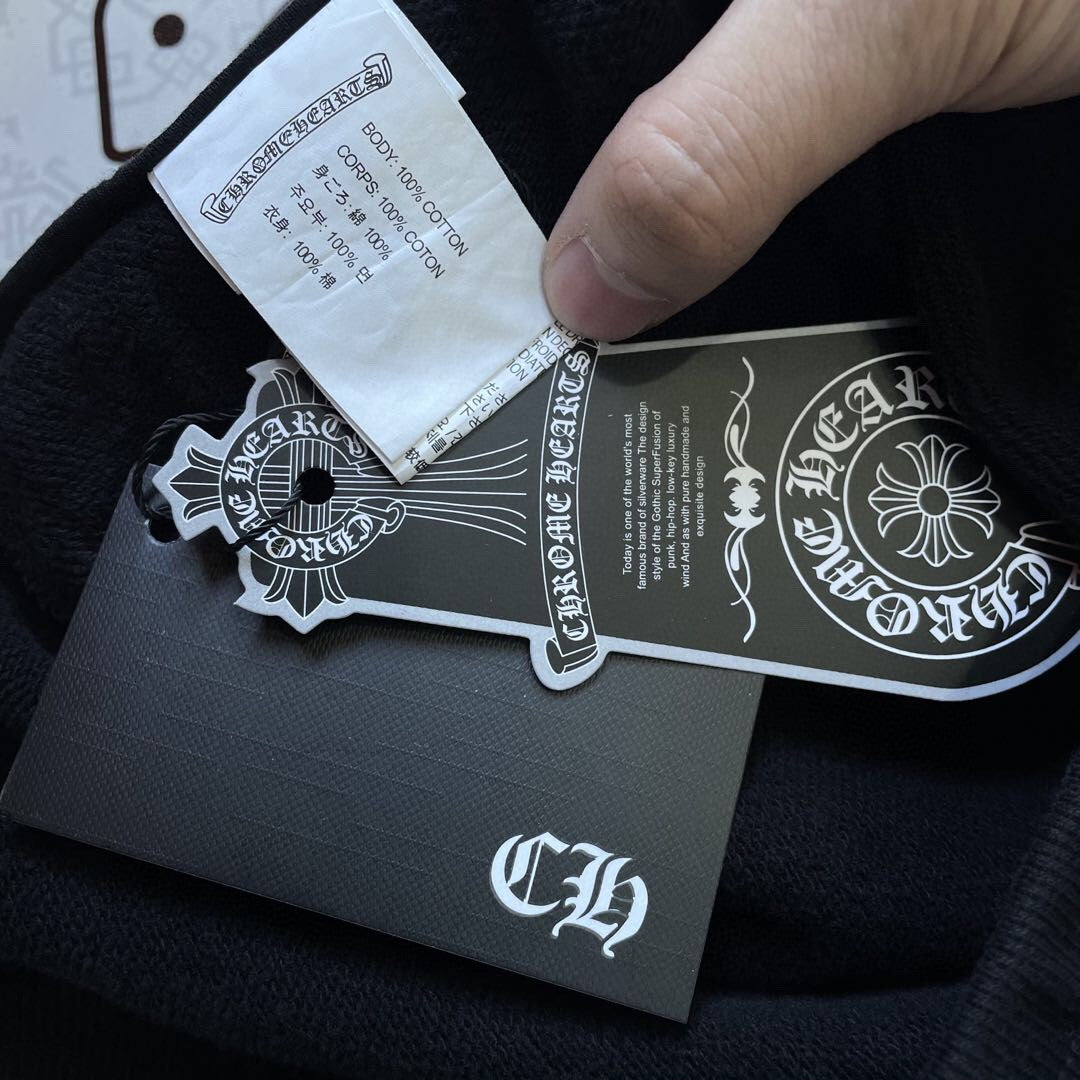 CHROMEHEARTS
BODY: 100% COTTON
CORPS: 100% COTON
身ごろ: 綿 100%
주요부: 100% 면
衣身: 100% 棉
CHROME HEARTS
CHROME HEARTS
Today is one of the world's most
famous brand of silverware The design
style of the Gothic SuperFusion of
punk, hip-hop. low-key luxury
wind And as with pure handmade and
exquisite design
CHROME HEARTS
CH